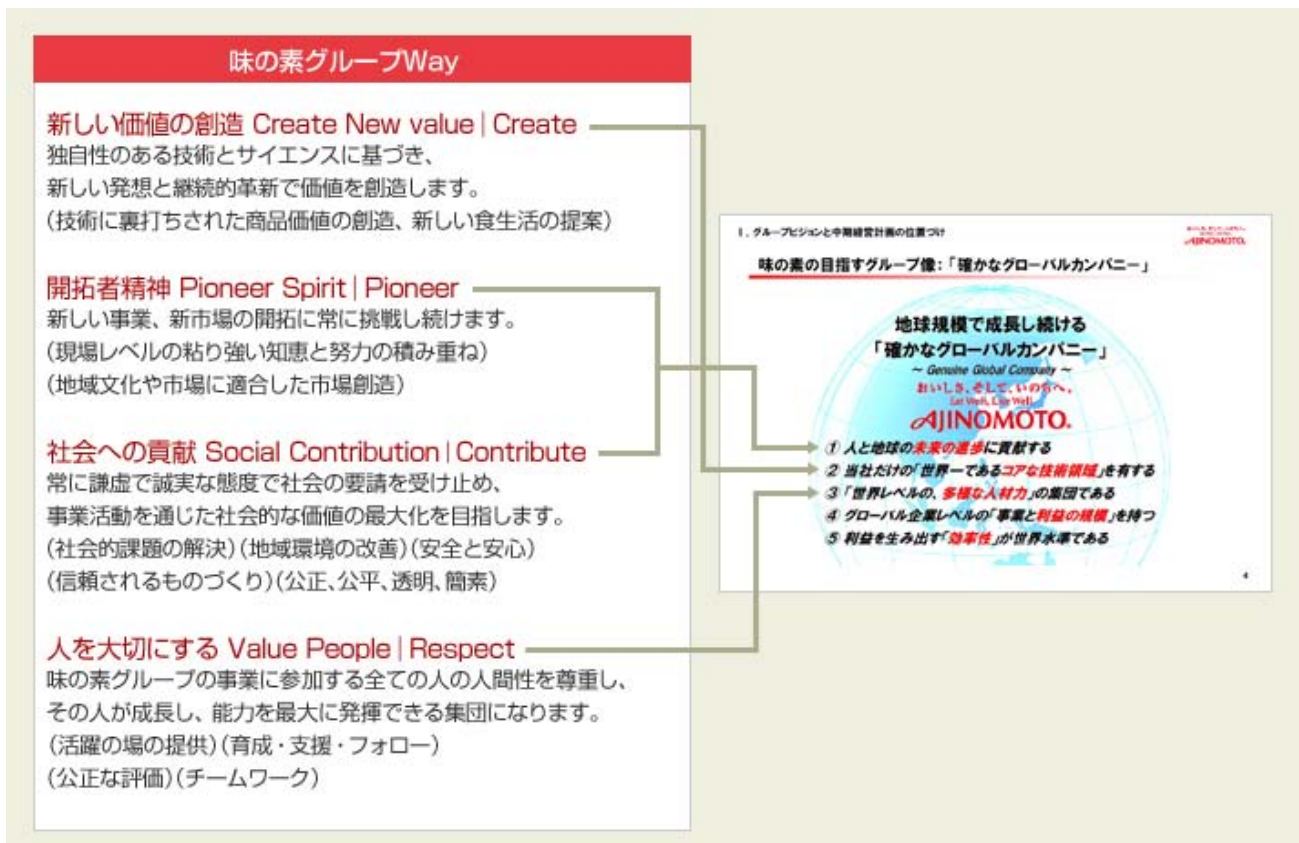 味の素グループWay
新しい価値の創造 Create New value|Create
独自性のある技術とサイエンスに基づき、
新しい発想と継続的革新で価値を創造します。
(技術に裏打ちされた商品価値の創造、新しい食生活の提案)
開拓者精神 Pioneer Spirit|Pioneer
新しい事業、新市場の開拓に常に挑戦し続けます。
(現場レベルの粘り強い知恵と努力の積み重ね)
(地域文化や市場に適合した市場創造)
社会への貢献 Social Contribution|Contribute
常に謙虚で誠実な態度で社会の要請を受け止め、
事業活動を通じた社会的な価値の最大化を目指します。
(社会的課題の解決)(地域環境の改善)(安全と安心)
(信頼されるものづくり)(公正、公平、透明、簡素)
人を大切にする Value People|Respect
味の素グループの事業に参加する全ての人の人間性を尊重し、
その人が成長し、能力を最大に発揮できる集団になります。
(活躍の場の提供)(育成・支援・フォロー)
(公正な評価)(チームワーク)
Ⅰ.グループビジョンと中期経営計画の位置づけ
AJINOMOTO.
味の素の目指すグループ像:「確かなグローバルカンパニー」
地球規模で成長し続ける
「確かなグローバルカンパニー」
~ Genuine Global Company ~
おいしさ、そして、いのちへ。
Eat Well, Live Well.
AJINOMOTO.
① 人と地球の未来の進歩に貢献する
② 当社だけの「世界一であるコアな技術領域」を有する
③「世界レベルの、多様な人材力」の集団である
④ グローバル企業レベルの「事業と利益の規模」を持つ
⑤ 利益を生み出す「効率性」が世界水準である
4